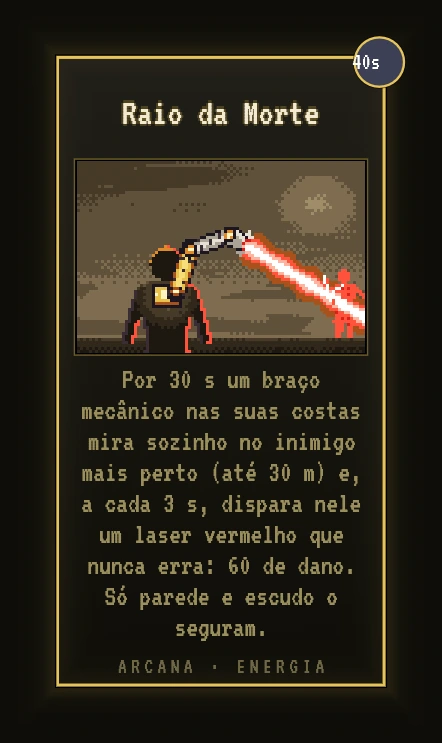 40s
Raio da Morte
Por 30 s um braço
mecânico nas suas costas
mira sozinho no inimigo
mais perto (até 30 m) e,
a cada 3 s, dispara nele
um laser vermelho que
nunca erra: 60 de dano.
Só parede e escudo o
seguram.
ARCANA · ENERGIA